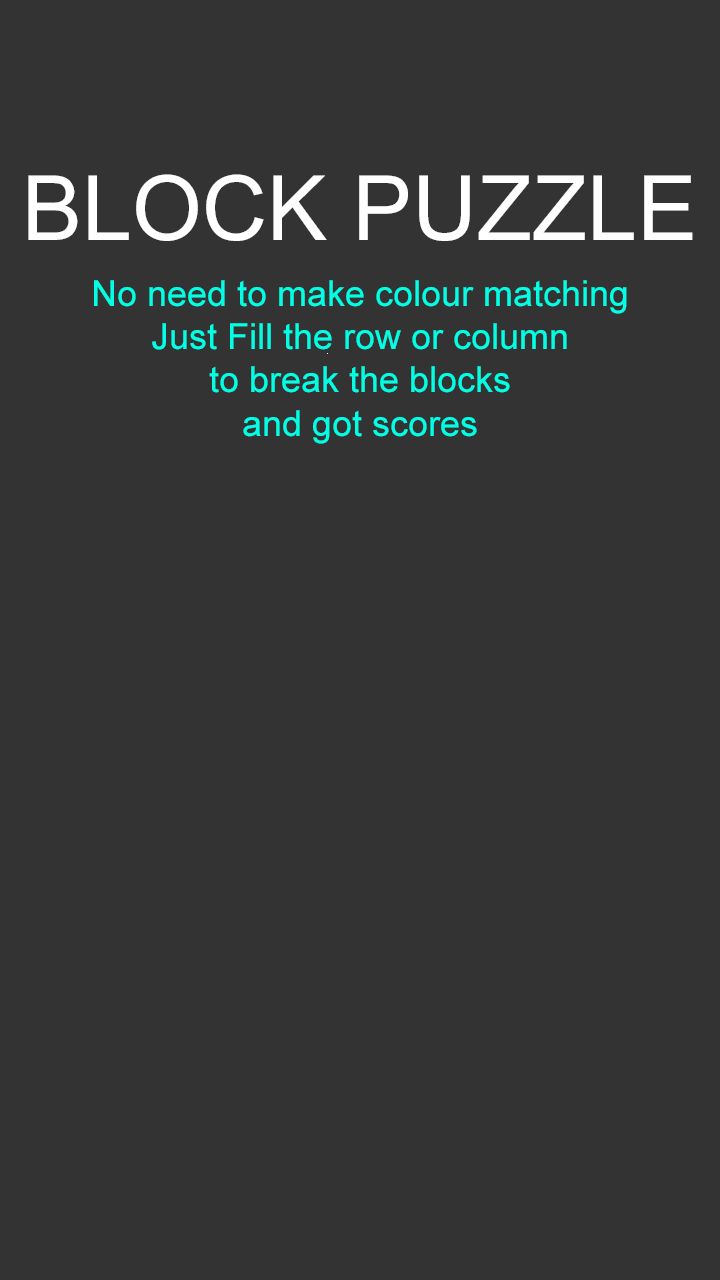 BLOCK PUZZLE
No need to make colour matching
Just Fill the row or column
to break the blocks
and got scores